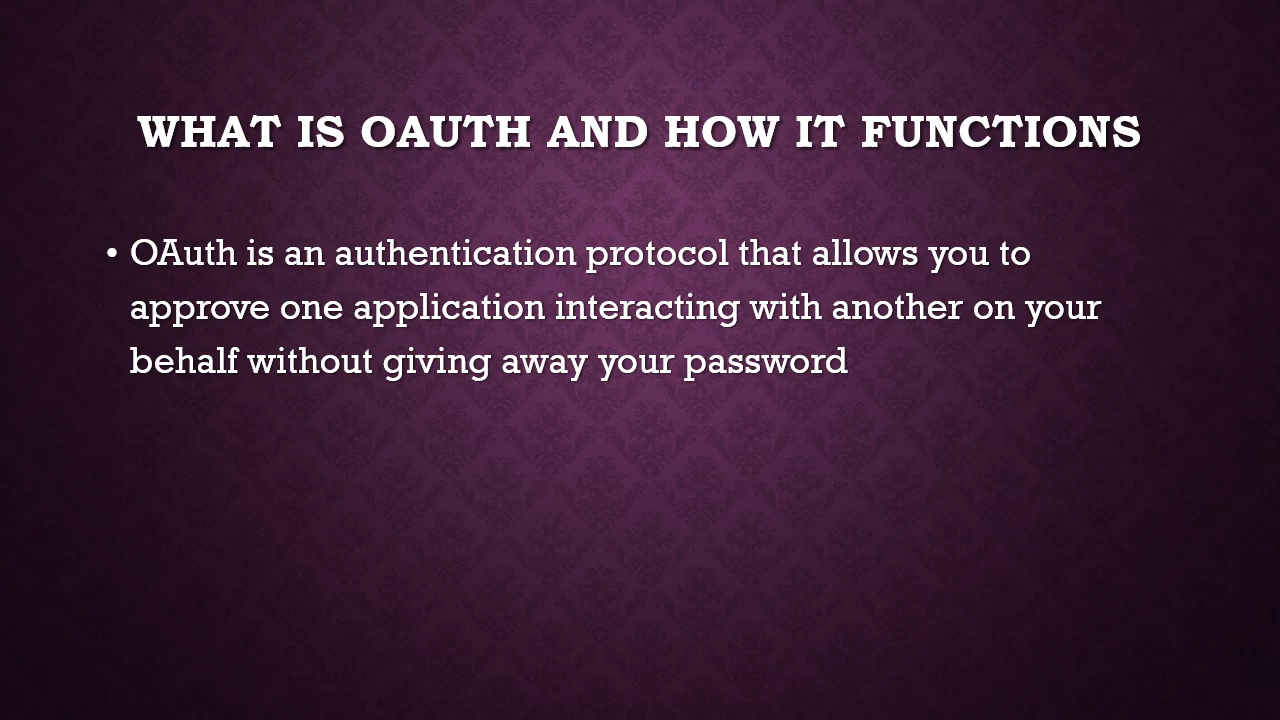 WHAT IS OAUTH AND HOW IT FUNCTIONS
• OAuth is an authentication protocol that allows you to
approve one application interacting with another on your
behalf without giving away your password